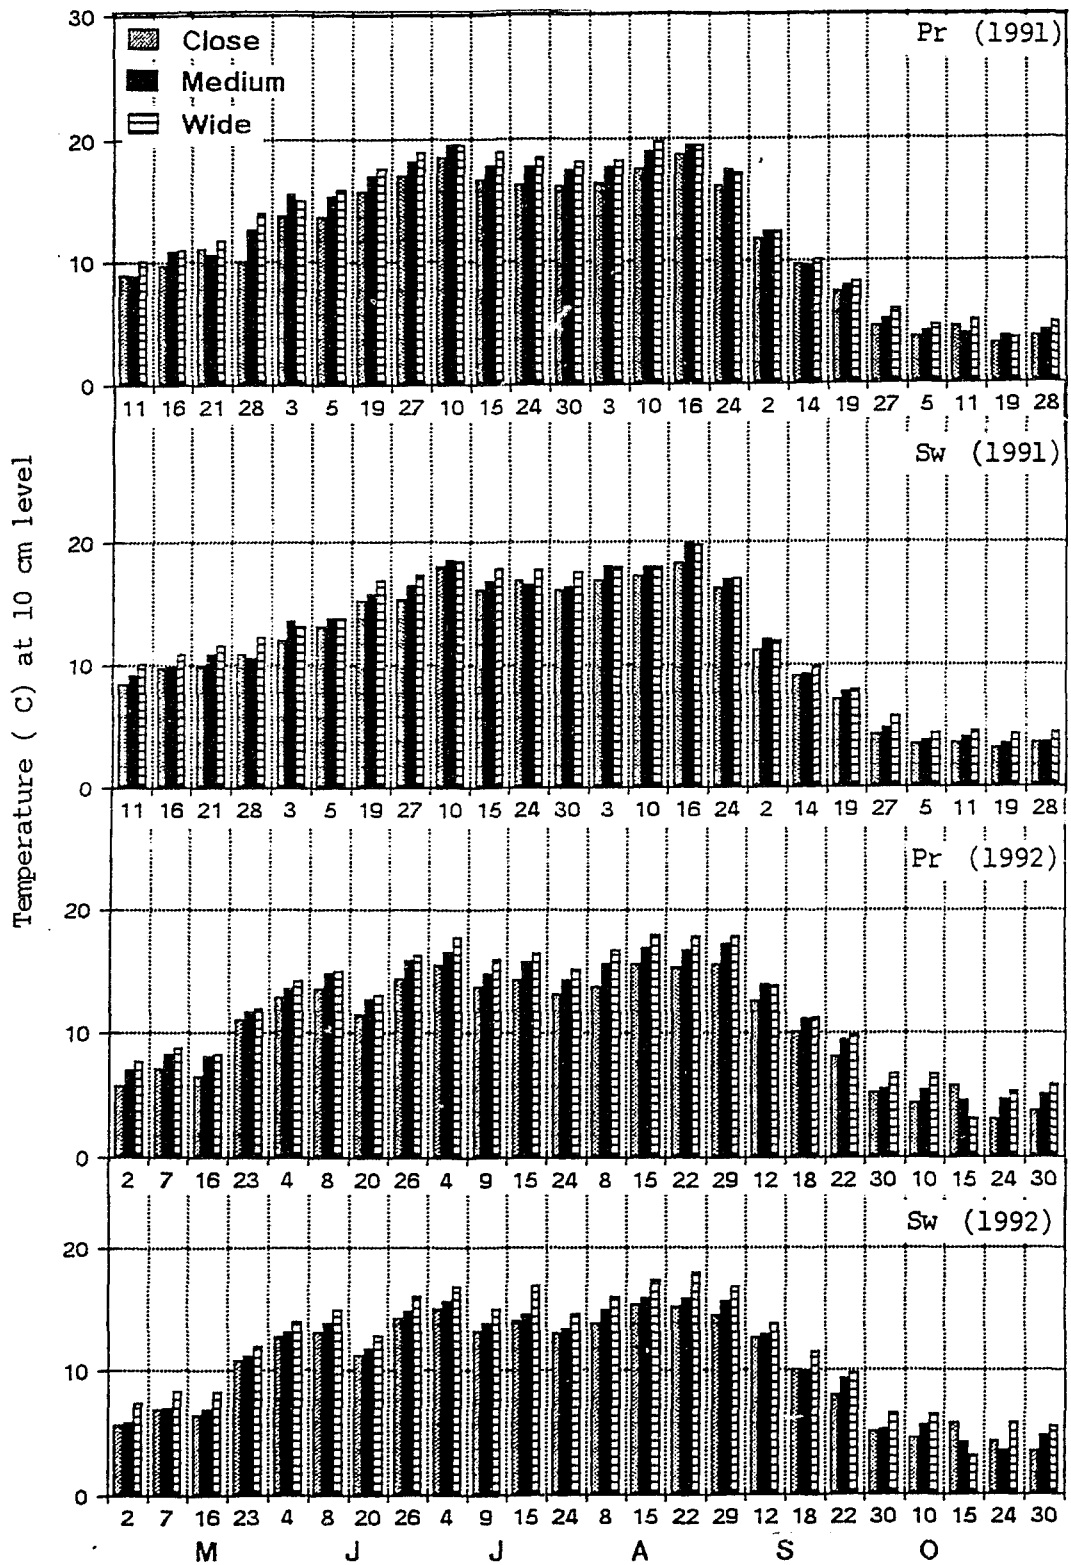 Temperature ( C) at 10 cm level
30
Pr (1991)
Close
Medium
Wide
20
10
0
11 16 21 28 3 5 19 27 10 15 24 30 3 10 16 24 2 14 19 27 5 11 19 28
Sw (1991)
20
10
0
11 16 21 28 3 5 19 27 10 15 24 30 3 10 16 24 2 14 19 27 5 11 19 28
Pr (1992)
20
10
0
2 7 16 23 4 8 20 26 4 9 15 24 8 15 22 29 12 18 22 30 10 15 24 30
Sw (1992)
20
10
0
2 7 16 23 4 8 20 26 4 9 15 24 8 15 22 29 12 18 22 30 10 15 24 30
M J J A S O